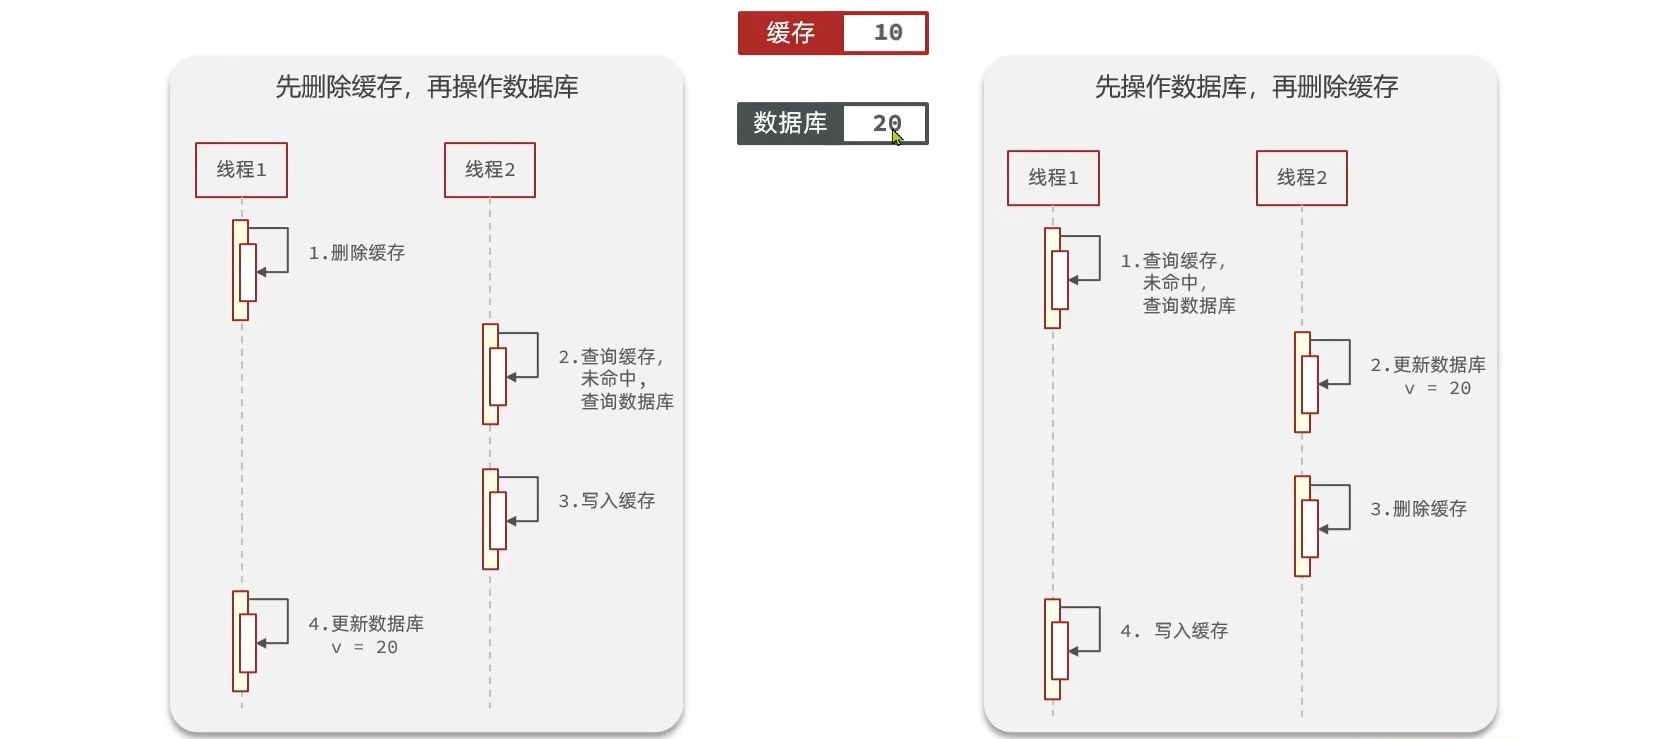 缓存 10
数据库 20
先删除缓存，再操作数据库
线程1
线程2
1.删除缓存
2.查询缓存，
未命中，
查询数据库
3.写入缓存
4.更新数据库
v = 20
先操作数据库，再删除缓存
线程1
线程2
1.查询缓存，
未命中，
查询数据库
2.更新数据库
v = 20
3.删除缓存
4. 写入缓存